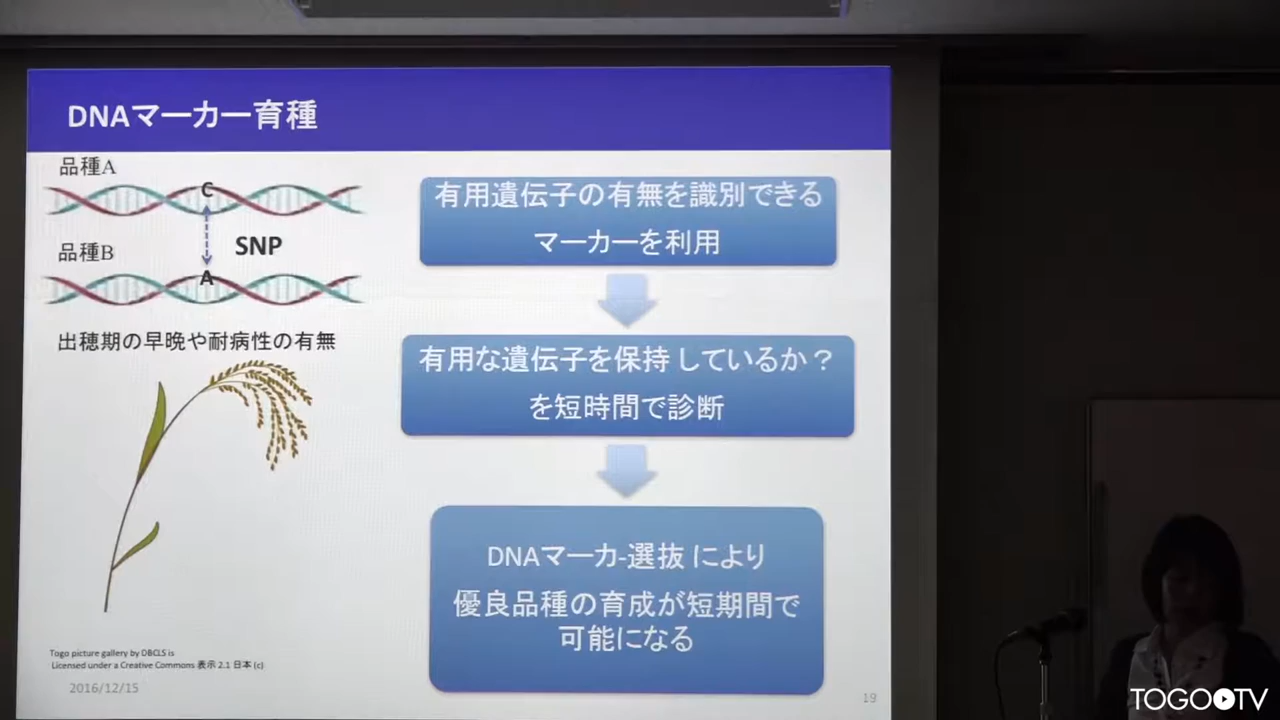 DNAマーカー育種
品種A
C
SNP
品種B
A
出穂期の早晩や耐病性の有無
有用遺伝子の有無を識別できる
マーカーを利用
有用な遺伝子を保持しているか？
を短時間で診断
DNAマーカ-選抜により
優良品種の育成が短期間で
可能になる
Togo picture gallery by DBCLS is
Licensed under a Creative Commons 表示 2.1 日本 (c)
2016/12/15
19
TOGOTV